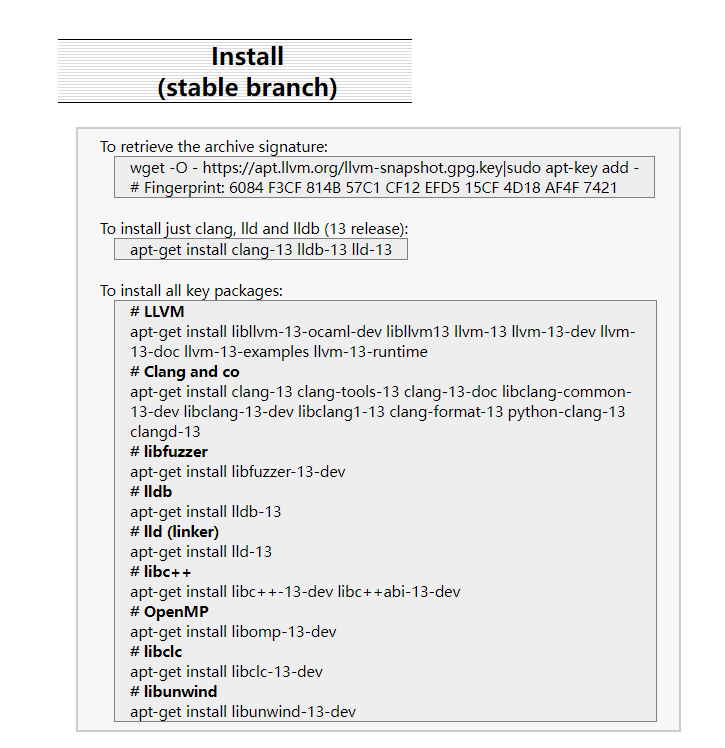 Install
(stable branch)
To retrieve the archive signature:
wget -O - https://apt.llvm.org/llvm-snapshot.gpg.key|sudo apt-key add -
# Fingerprint: 6084 F3CF 814B 57C1 CF12 EFD5 15CF 4D18 AF4F 7421
To install just clang, lld and lldb (13 release):
apt-get install clang-13 lldb-13 lld-13
To install all key packages:
# LLVM
apt-get install libllvm-13-ocaml-dev libllvm13 llvm-13 llvm-13-dev llvm-
13-doc llvm-13-examples llvm-13-runtime
# Clang and co
apt-get install clang-13 clang-tools-13 clang-13-doc libclang-common-
13-dev libclang-13-dev libclang1-13 clang-format-13 python-clang-13
clangd-13
# libfuzzer
apt-get install libfuzzer-13-dev
# lldb
apt-get install lldb-13
# lld (linker)
apt-get install lld-13
# libc++
apt-get install libc++-13-dev libc++abi-13-dev
# OpenMP
apt-get install libomp-13-dev
# libclc
apt-get install libclc-13-dev
# libunwind
apt-get install libunwind-13-dev